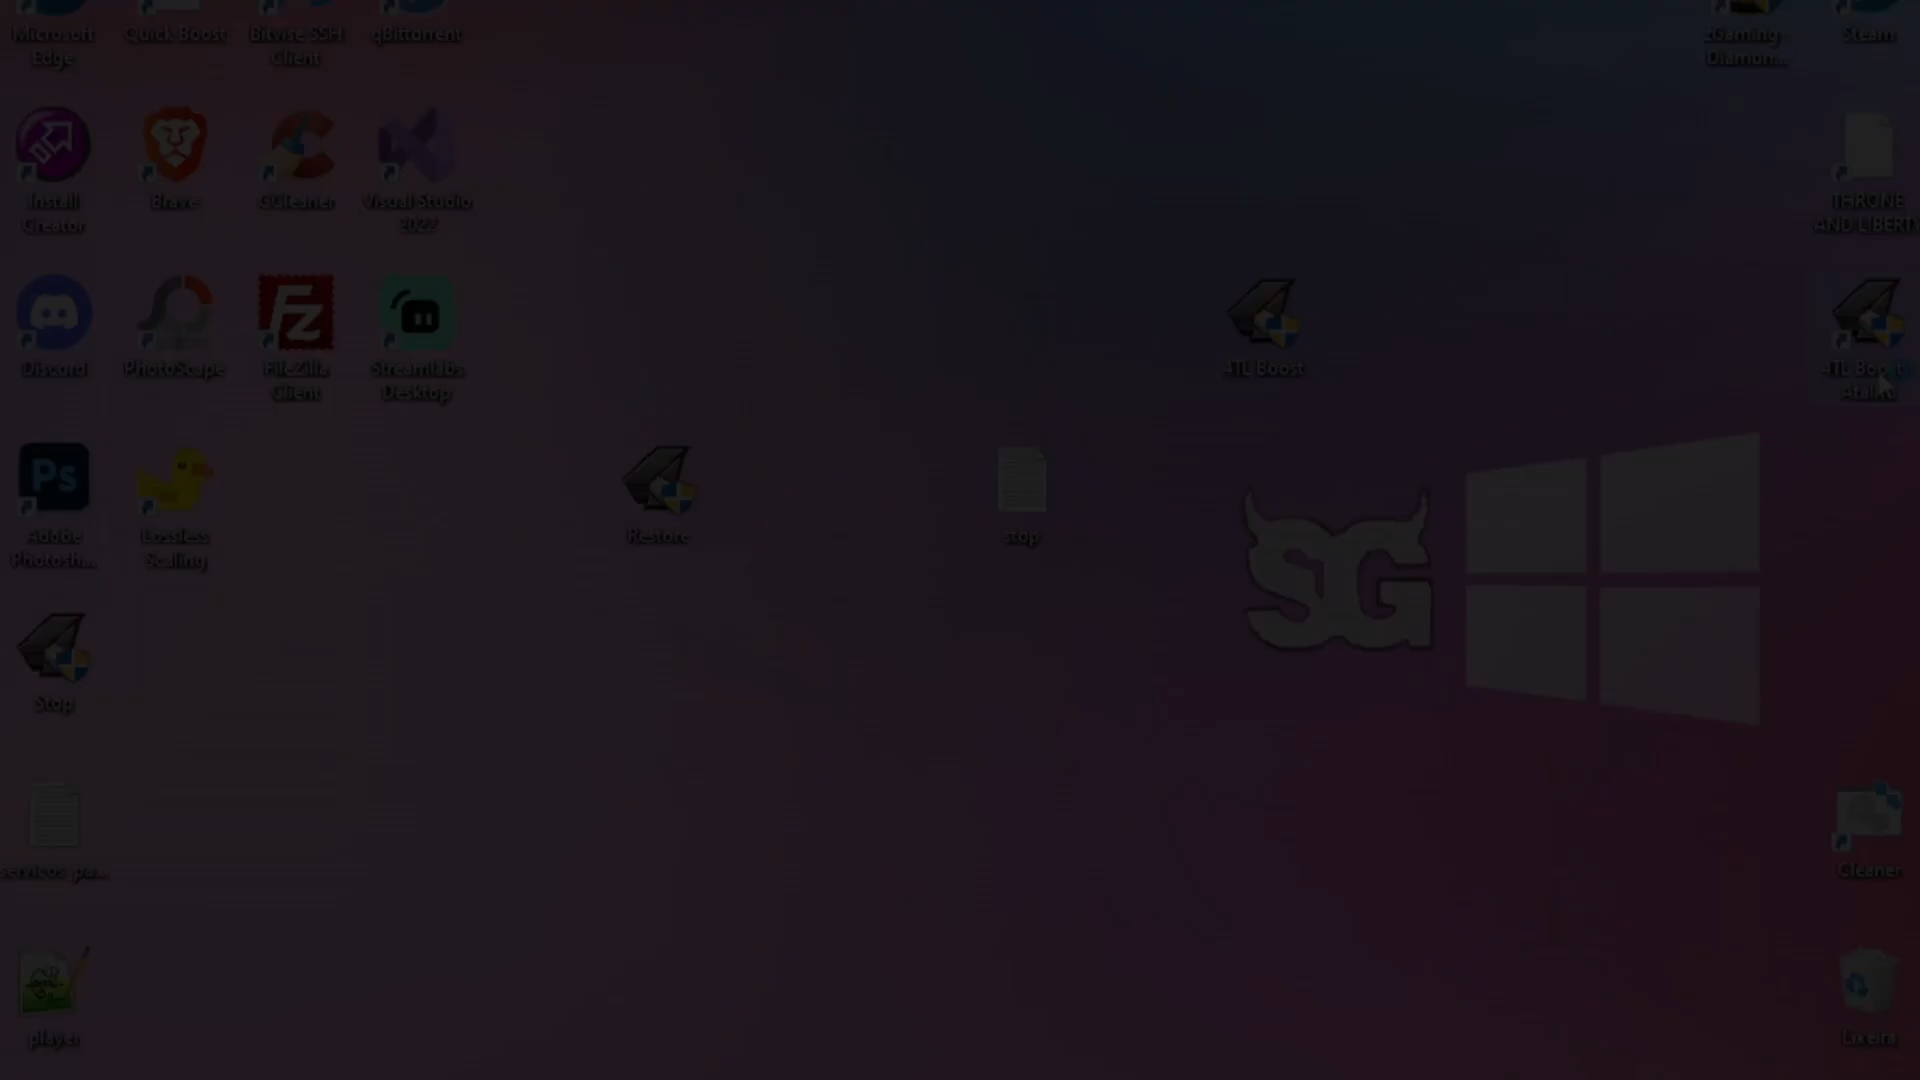 Microsoft
Edge
Quick Boost
Bitvise SSH
Client
qBittorrent
Diamon...
Steam
Install
Creator
Brave
CCleaner
Visual Studio
2022
THRONE
AND LIBERTY
Discord
PhotoScape
FileZilla
Client
Streamlabs
Desktop
4TL Boost
4TL Boost
Ps
Adobe
Photosh...
Lossless
Scaling
Restore
stop
SG
Stop
servicos pa...
Cleaner
player
Lixeira